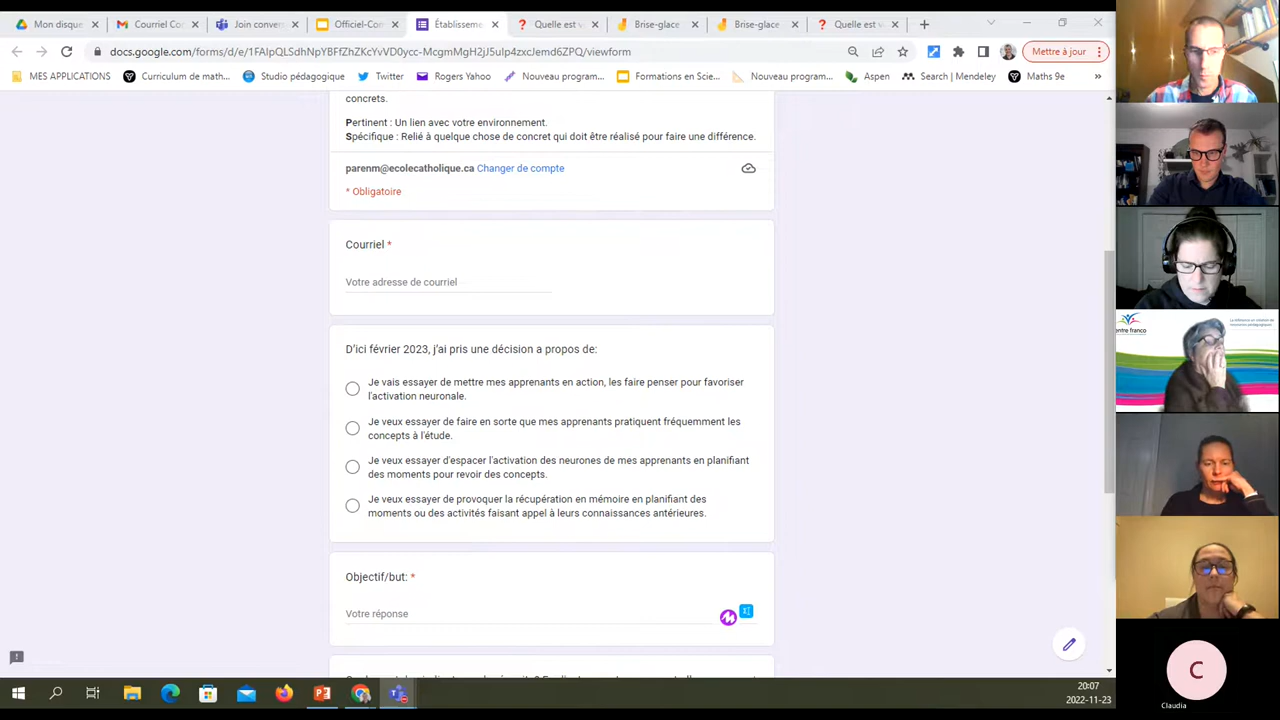 Mon disque
Courriel Co
Join conver
Officiel-Con
Établisseme
Quelle est v
Brise-glace
Brise-glace
Quelle est v
docs.google.com/forms/d/e/1FAIpQLSdhNpYBFfZhZKcYvVD0ycc-McgmMgH2jJ5uIp4zxcJemd6ZPQ/viewform
Mettre à jour
MES APPLICATIONS
Curriculum de math...
Studio pédagogique
Twitter
Rogers Yahoo
Nouveau program...
Formations en Scie...
Nouveau program...
Aspen
Search | Mendeley
Maths 9e
»
concrets.
Pertinent : Un lien avec votre environnement.
Spécifique : Relié à quelque chose de concret qui doit être réalisé pour faire une différence.
parenm@ecolecatholique.ca Changer de compte
* Obligatoire
Courriel *
Votre adresse de courriel
D'ici février 2023, j'ai pris une décision a propos de:
Je vais essayer de mettre mes apprenants en action, les faire penser pour favoriser
l'activation neuronale.
Je veux essayer de faire en sorte que mes apprenants pratiquent fréquemment les
concepts à l'étude.
Je veux essayer d'espacer l'activation des neurones de mes apprenants en planifiant
des moments pour revoir des concepts.
Je veux essayer de provoquer la récupération en mémoire en planifiant des
moments ou des activités faisant appel à leurs connaissances antérieures.
Objectif/but: *
Votre réponse
entre franco
C
Claudia
20:07
2022-11-23